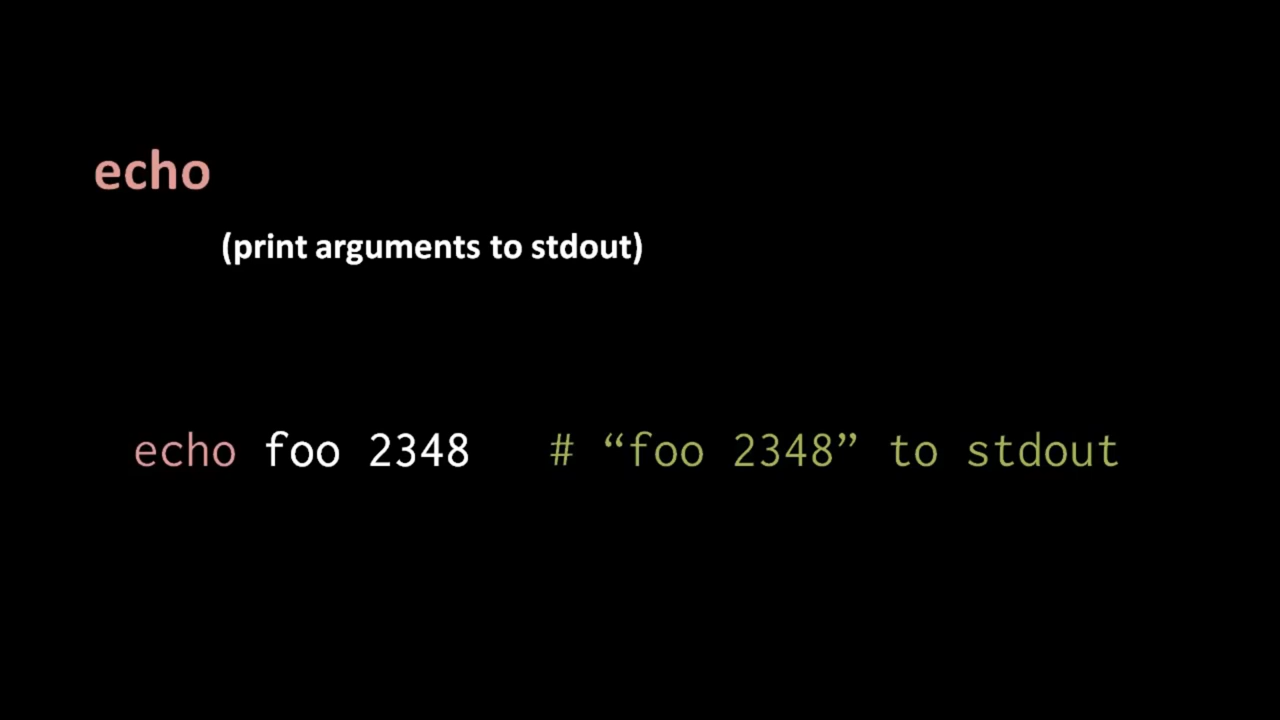 echo
(print arguments to stdout)
echo foo 2348 # “foo 2348” to stdout